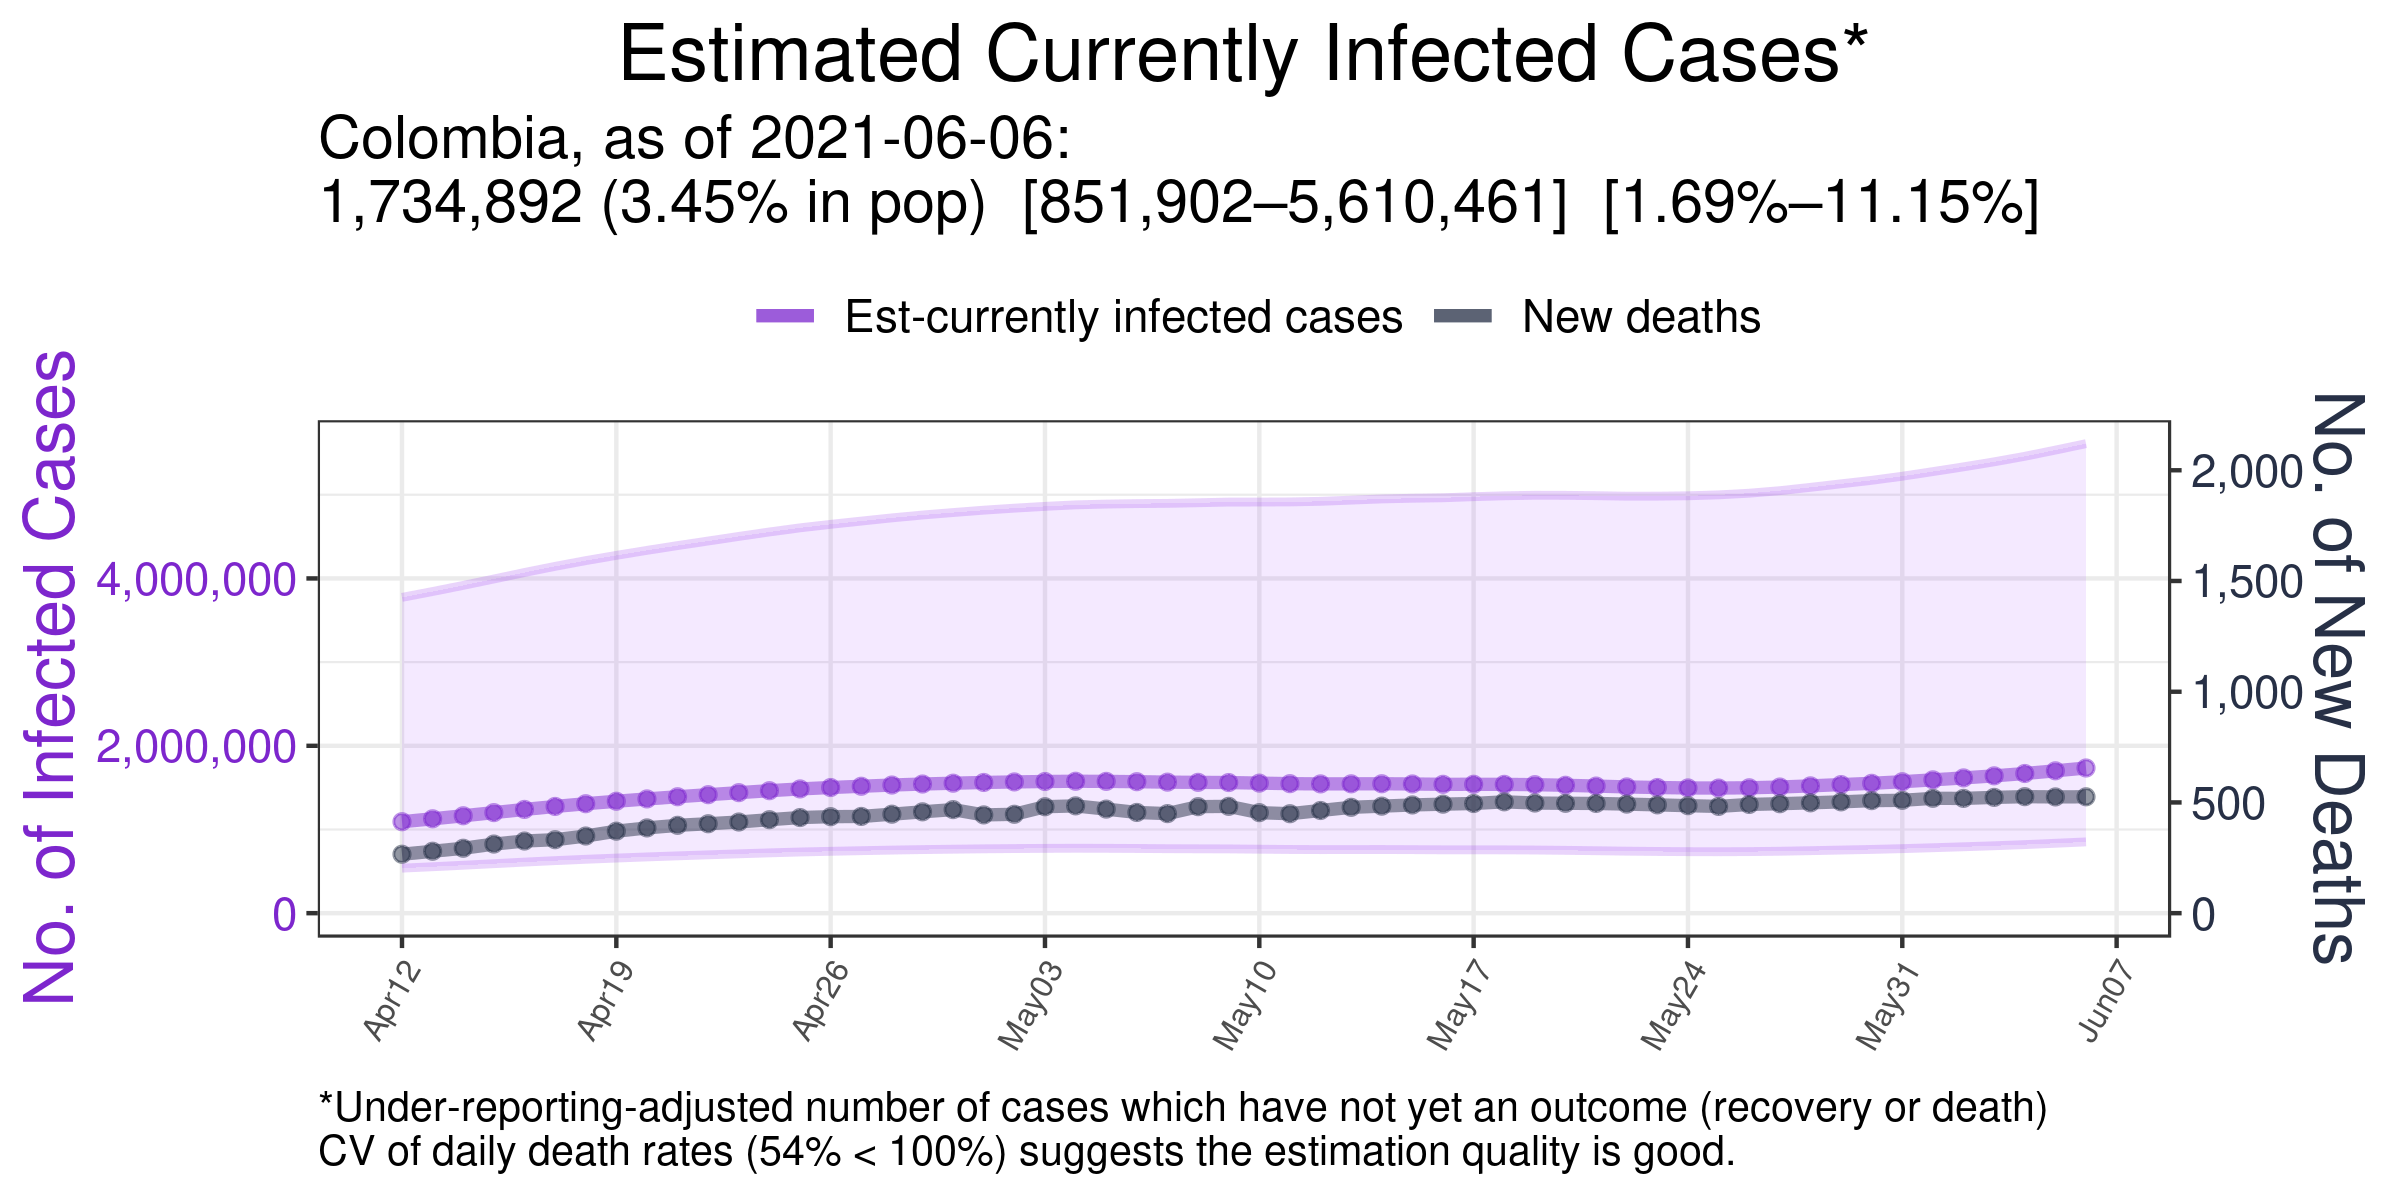 Estimated Currently Infected Cases*
Colombia, as of 2021-06-06:
1,734,892 (3.45% in pop) [851,902–5,610,461] [1.69%–11.15%]
Est-currently infected cases New deaths
No. of Infected Cases
4,000,000
2,000,000
0
2,000
1,500
1,000
500
0
No. of New Deaths
Apr12 Apr19 Apr26 May03 May10 May17 May24 May31 Jun07
*Under-reporting-adjusted number of cases which have not yet an outcome (recovery or death)
CV of daily death rates (54% < 100%) suggests the estimation quality is good.